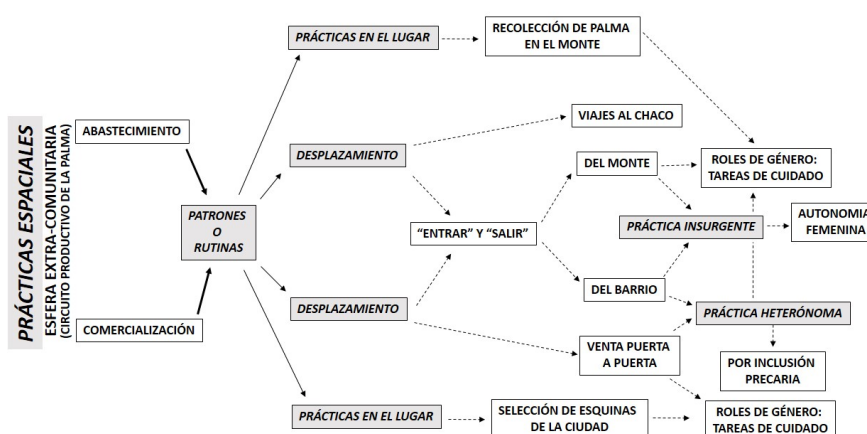 PRÁCTICAS ESPACIALES
ESFERA EXTRA-COMUNITARIA
(CIRCUITO PRODUCTIVO DE LA PALMA)
ABASTECIMIENTO
COMERCIALIZACIÓN
PATRONES
O
RUTINAS
PRÁCTICAS EN EL LUGAR
RECOLECCIÓN DE PALMA
EN EL MONTE
DESPLAZAMIENTO
VIAJES AL CHACO
"ENTRAR" Y "SALIR"
DEL MONTE
ROLES DE GÉNERO:
TAREAS DE CUIDADO
PRÁCTICA INSURGENTE
AUTONOMIA
FEMENINA
DEL BARRIO
DESPLAZAMIENTO
PRÁCTICA HETERÓNOMA
VENTA PUERTA
A PUERTA
POR INCLUSIÓN
PRECARIA
PRÁCTICAS EN EL LUGAR
SELECCIÓN DE ESQUINAS
DE LA CIUDAD
ROLES DE GÉNERO:
TAREAS DE CUIDADO